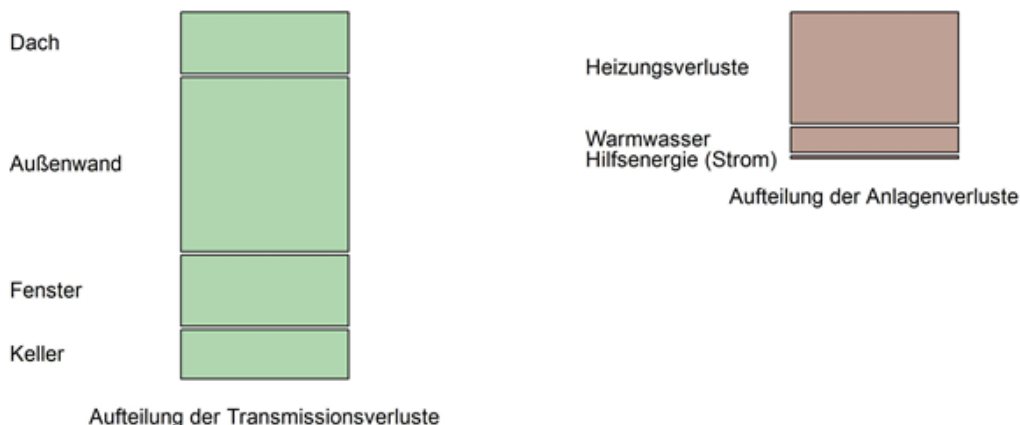 Dach
Außenwand
Fenster
Keller
Aufteilung der Transmissionsverluste
Heizungsverluste
Warmwasser
Hilfsenergie (Strom)
Aufteilung der Anlagenverluste